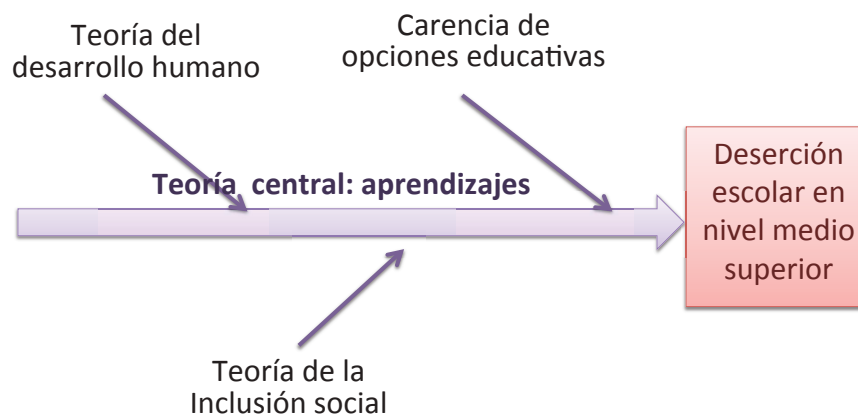 Teoría del
desarrollo humano
Carencia de
opciones educativas
Teoría central: aprendizajes
Deserción
escolar en
nivel medio
superior
Teoría de la
Inclusión social